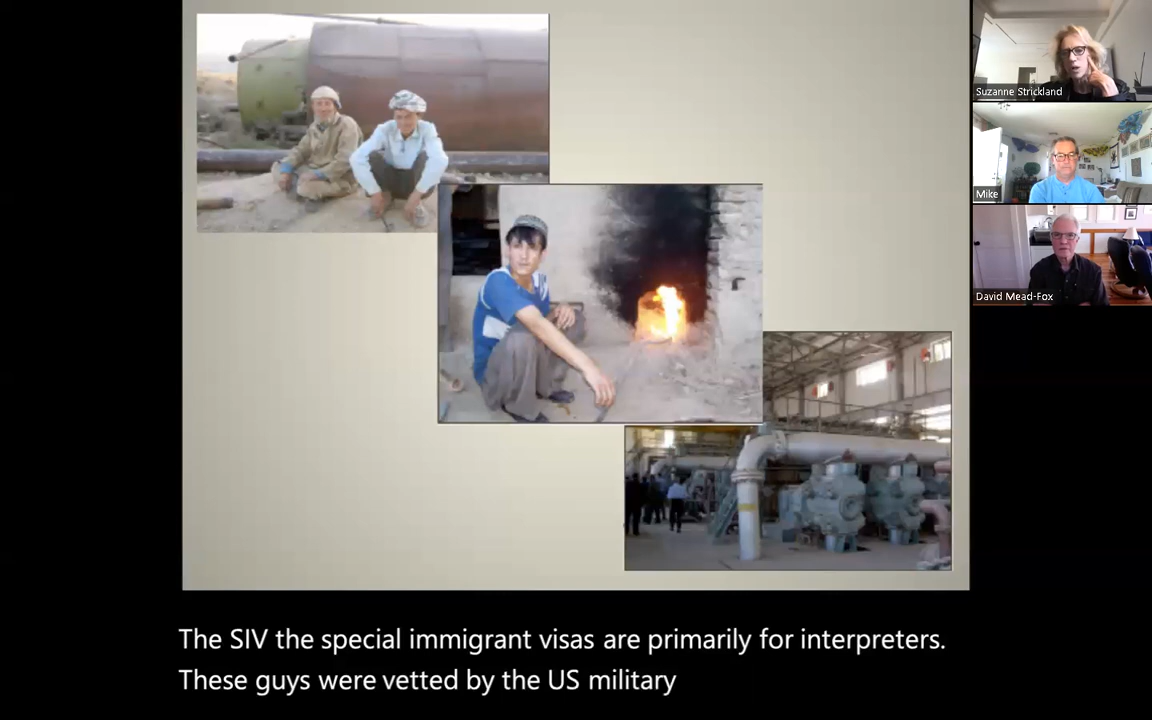 Suzanne Strickland
Mike
David Mead-Fox
The SIV the special immigrant visas are primarily for interpreters.
These guys were vetted by the US military